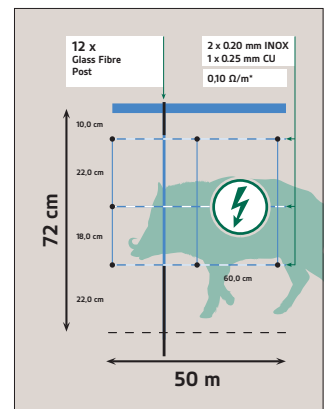 12 x
Glass Fibre
Post
2 x 0.20 mm INOX
1 x 0.25 mm CU
0,10 Ω/m*
10,0 cm
22,0 cm
72 cm
18,0 cm
60,0 cm
22,0 cm
50 m